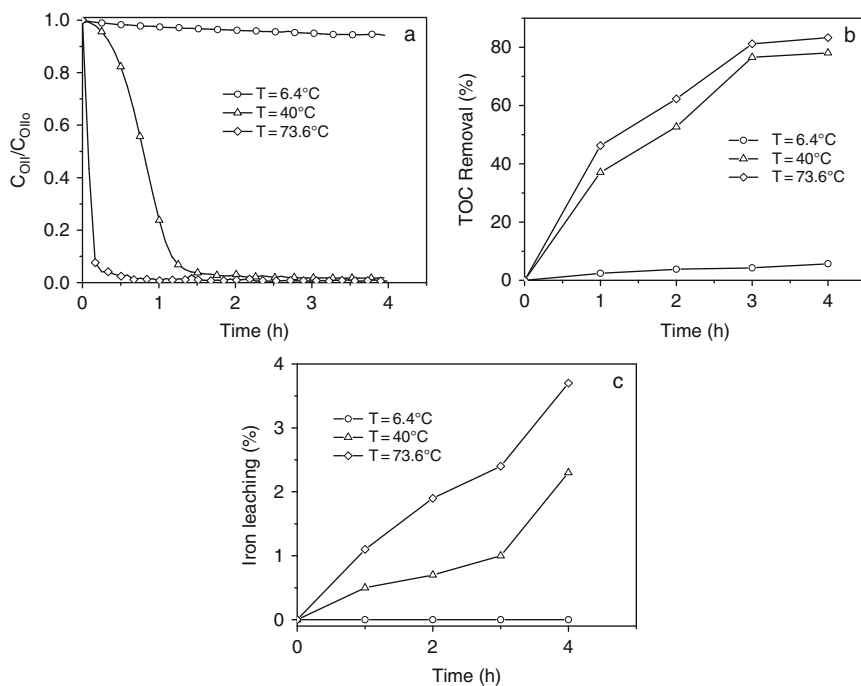 a
1.0
0.8
0.6
0.4
0.2
0.0
C_OII/C_OIIo
T = 6.4°C
T = 40°C
T = 73.6°C
0 1 2 3 4
Time (h)
b
80
60
40
20
0
TOC Removal (%)
T = 6.4°C
T = 40°C
T = 73.6°C
0 1 2 3 4
Time (h)
c
4
3
2
1
0
Iron leaching (%)
T = 6.4°C
T = 40°C
T = 73.6°C
0 2 4
Time (h)